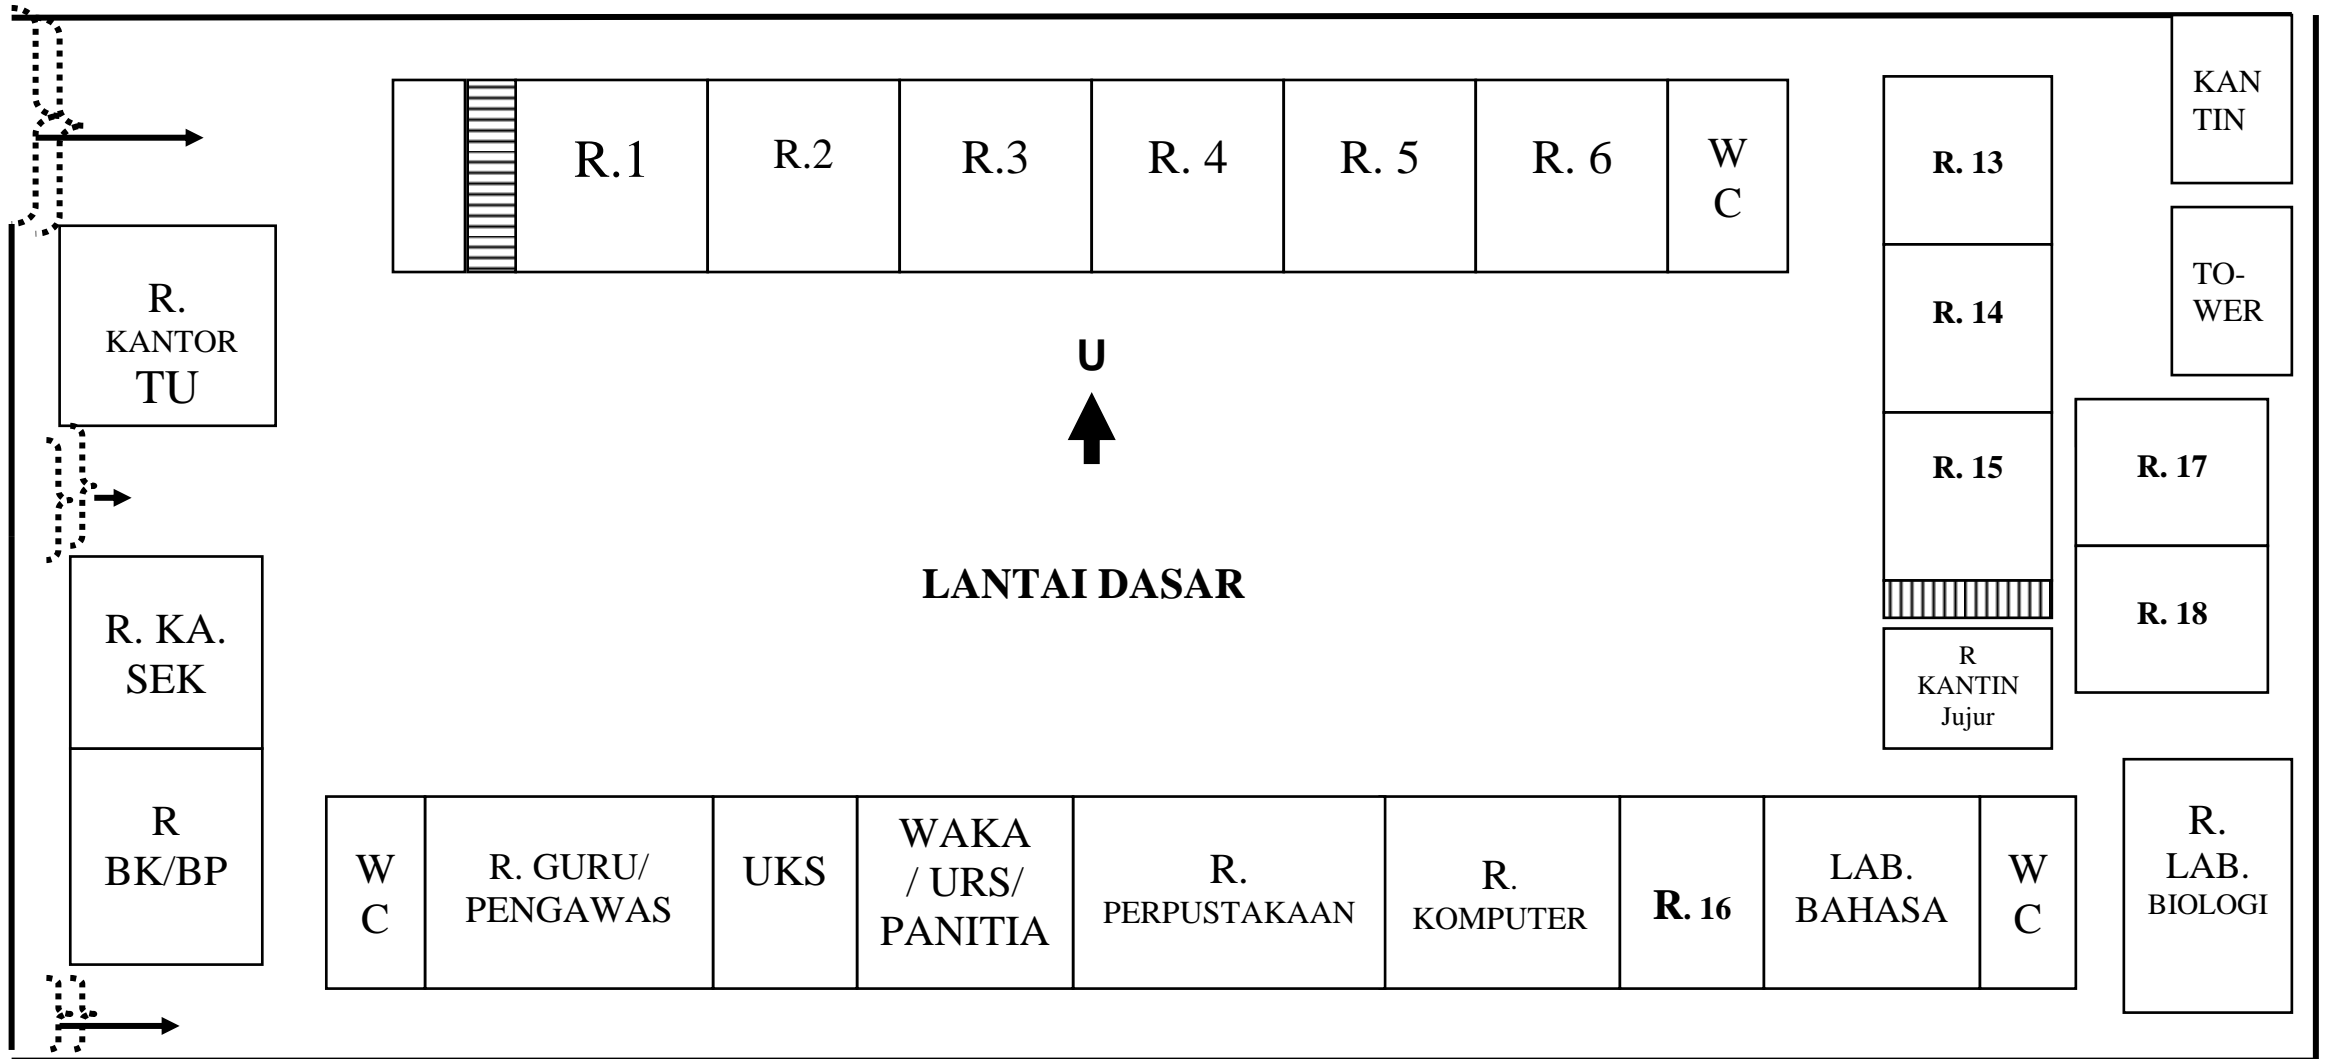 KAN
TIN
R.1
R.2
R.3
R. 4
R. 5
R. 6
W
C
R. 13
TO-
WER
R.
KANTOR
TU
R. 14
U
R. 15
R. 17
LANTAI DASAR
R. 18
R. KA.
SEK
R
KANTIN
Jujur
R
BK/BP
W
C
R. GURU/
PENGAWAS
UKS
WAKA
/ URS/
PANITIA
R.
PERPUSTAKAAN
R.
KOMPUTER
R. 16
LAB.
BAHASA
W
C
R.
LAB.
BIOLOGI